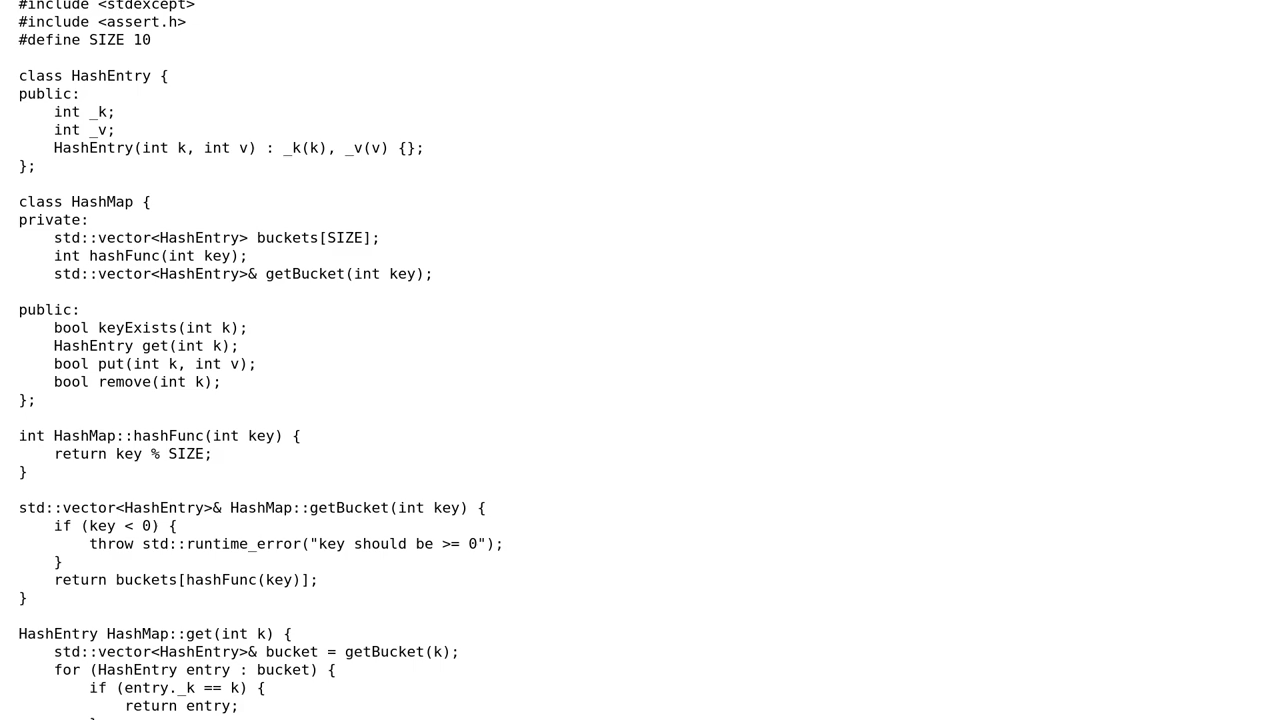 #include <stdexcept>
#include <assert.h>
#define SIZE 10

class HashEntry {
public:
    int _k;
    int _v;
    HashEntry(int k, int v) : _k(k), _v(v) {};
};

class HashMap {
private:
    std::vector<HashEntry> buckets[SIZE];
    int hashFunc(int key);
    std::vector<HashEntry>& getBucket(int key);

public:
    bool keyExists(int k);
    HashEntry get(int k);
    bool put(int k, int v);
    bool remove(int k);
};

int HashMap::hashFunc(int key) {
    return key % SIZE;
}

std::vector<HashEntry>& HashMap::getBucket(int key) {
    if (key < 0) {
        throw std::runtime_error("key should be >= 0");
    }
    return buckets[hashFunc(key)];
}

HashEntry HashMap::get(int k) {
    std::vector<HashEntry>& bucket = getBucket(k);
    for (HashEntry entry : bucket) {
        if (entry._k == k) {
            return entry;
        }